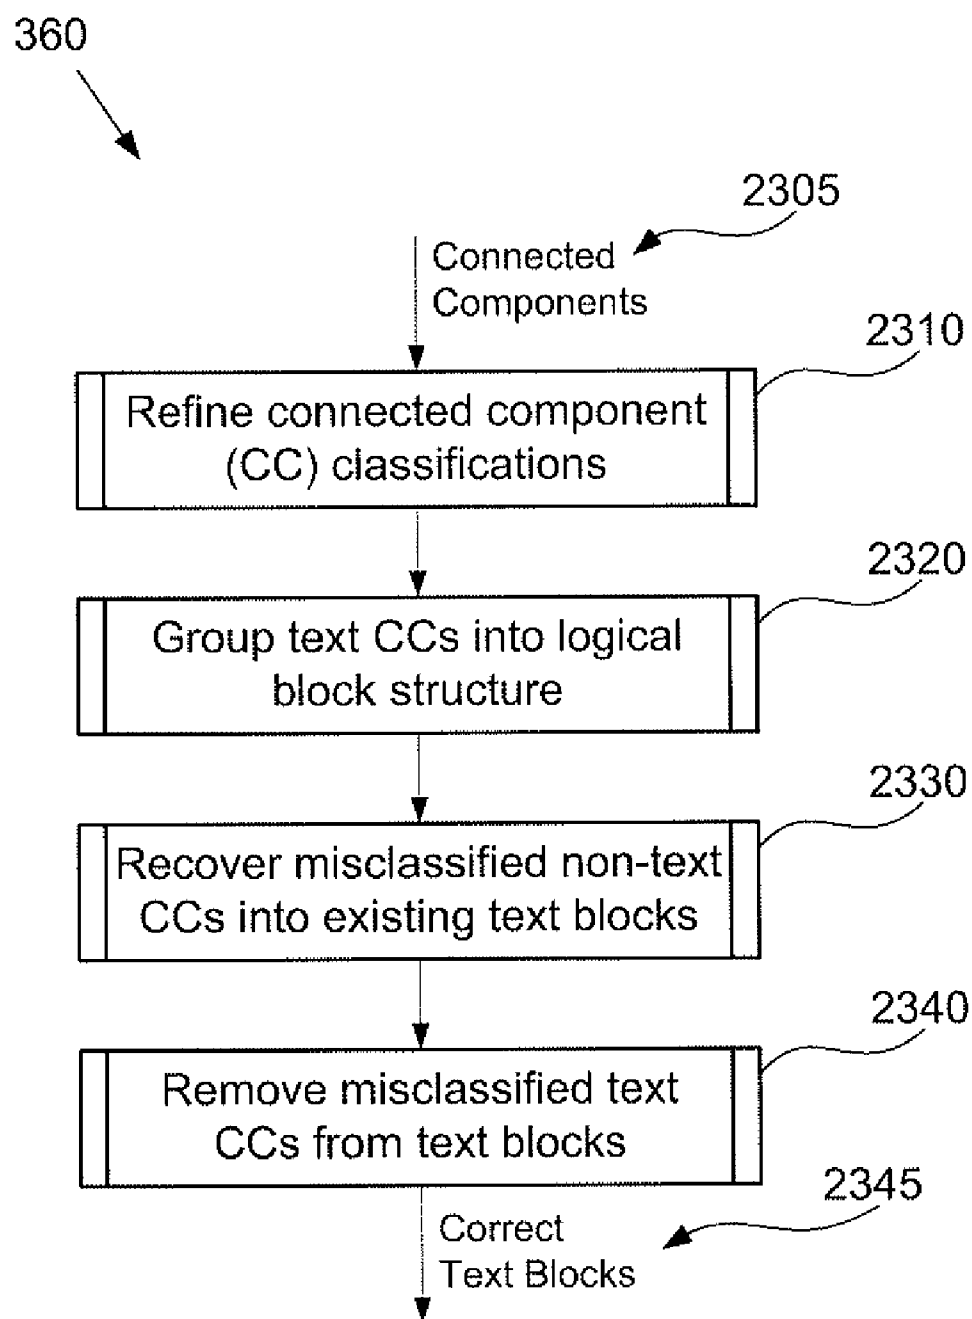 360
2305
Connected
Components
2310
Refine connected component
(CC) classifications
2320
Group text CCs into logical
block structure
2330
Recover misclassified non-text
CCs into existing text blocks
2340
Remove misclassified text
CCs from text blocks
2345
Correct
Text Blocks